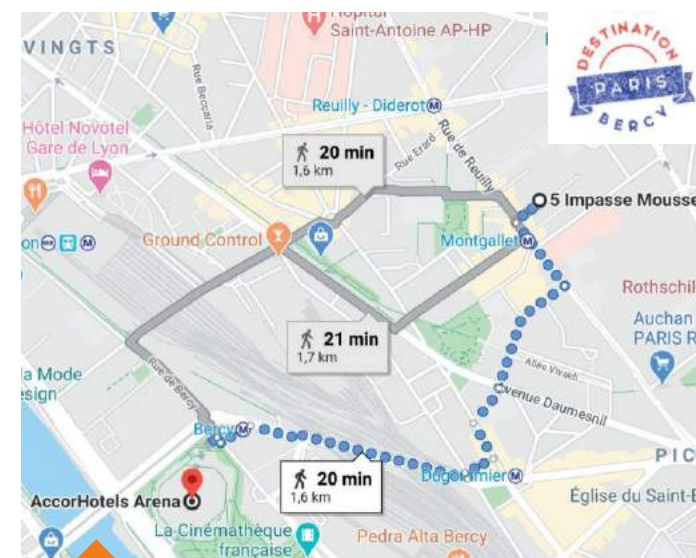 Saint-Antoine AP-HP
VINGTS
DESTINATION
PARIS
BERCY
Rue Beccaria
Reuilly - Diderot
Hôtel Novotel
Gare de Lyon
Rue Erard
Rue de Reuilly
20 min
1,6 km
5 Impasse Mousse
Ground Control
Montgallet
Rothschil
21 min
1,7 km
Auchan
PARIS R
Allée Vivaldi
a Mode
sign
Rue de Bercy
Avenue Daumesnil
Bercy
PIC
20 min
1,6 km
Dugommier
AccorHotels Arena
Église du Saint-E
La Cinémathèque
française
Pedra Alta Bercy